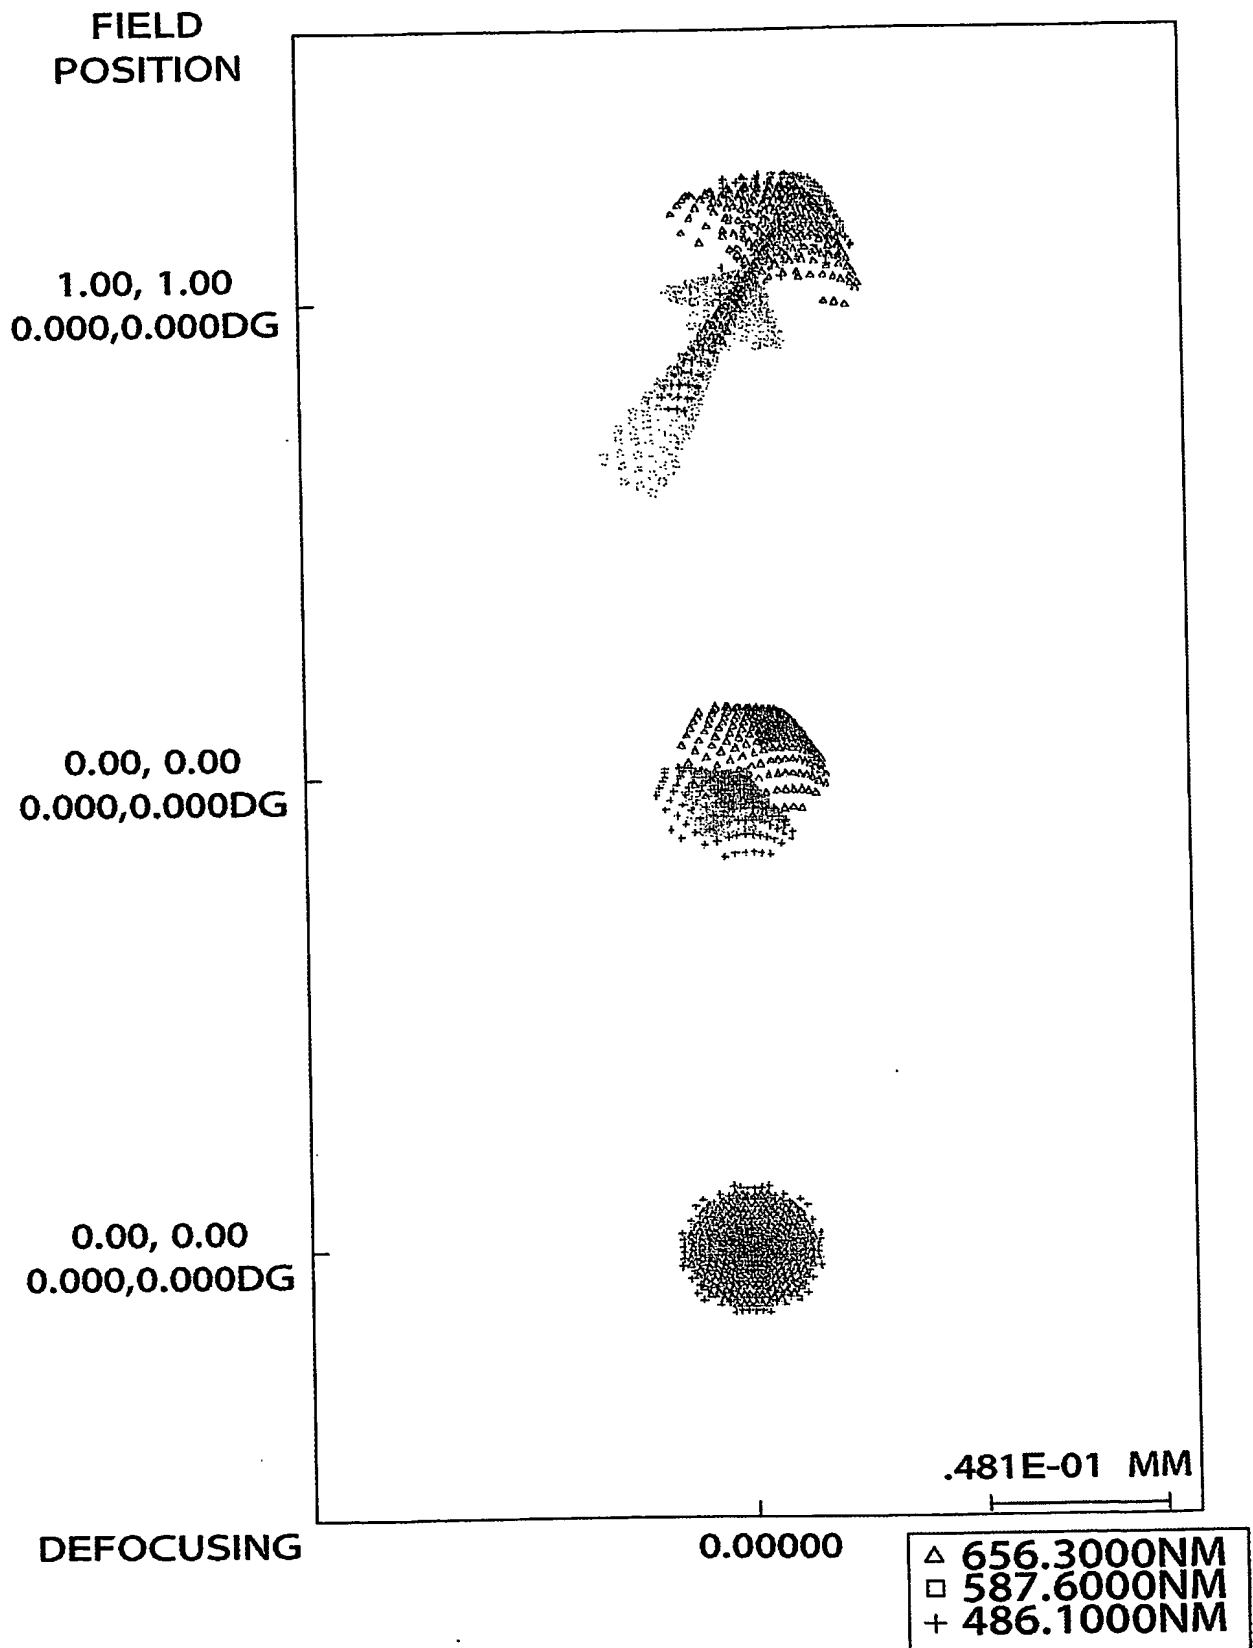 FIELD
POSITION
1.00, 1.00
0.000,0.000DG
0.00, 0.00
0.000,0.000DG
0.00, 0.00
0.000,0.000DG
.481E-01 MM
DEFOCUSING
0.00000
△ 656.3000NM
□ 587.6000NM
+ 486.1000NM